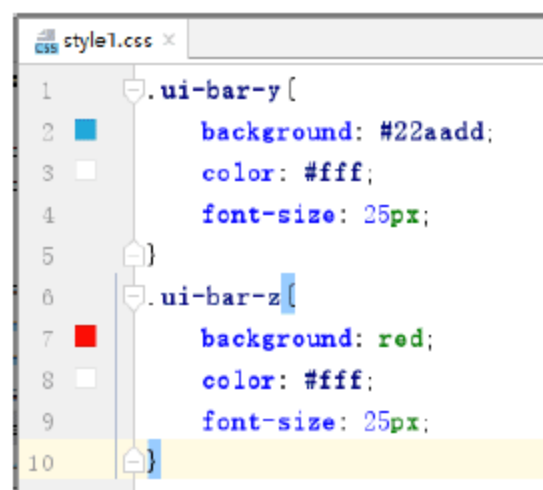 CSS style1.css ×
1 .ui-bar-y{
2 background: #22aadd;
3 color: #fff;
4 font-size: 25px;
5 }
6 .ui-bar-z{
7 background: red;
8 color: #fff;
9 font-size: 25px;
10 }